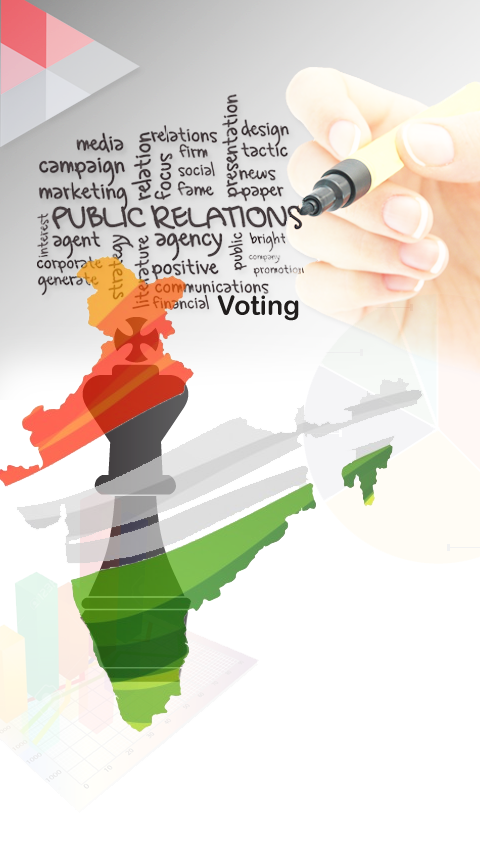 media
relations
presentation
design
firm
tactic
campaign
relation
focus
social
news
marketing
fame
paper
PUBLIC RELATIONS
interest
agent
strategy
literature
agency
public
bright
corporate
company
generate
positive
promotion
communications
financial
Voting